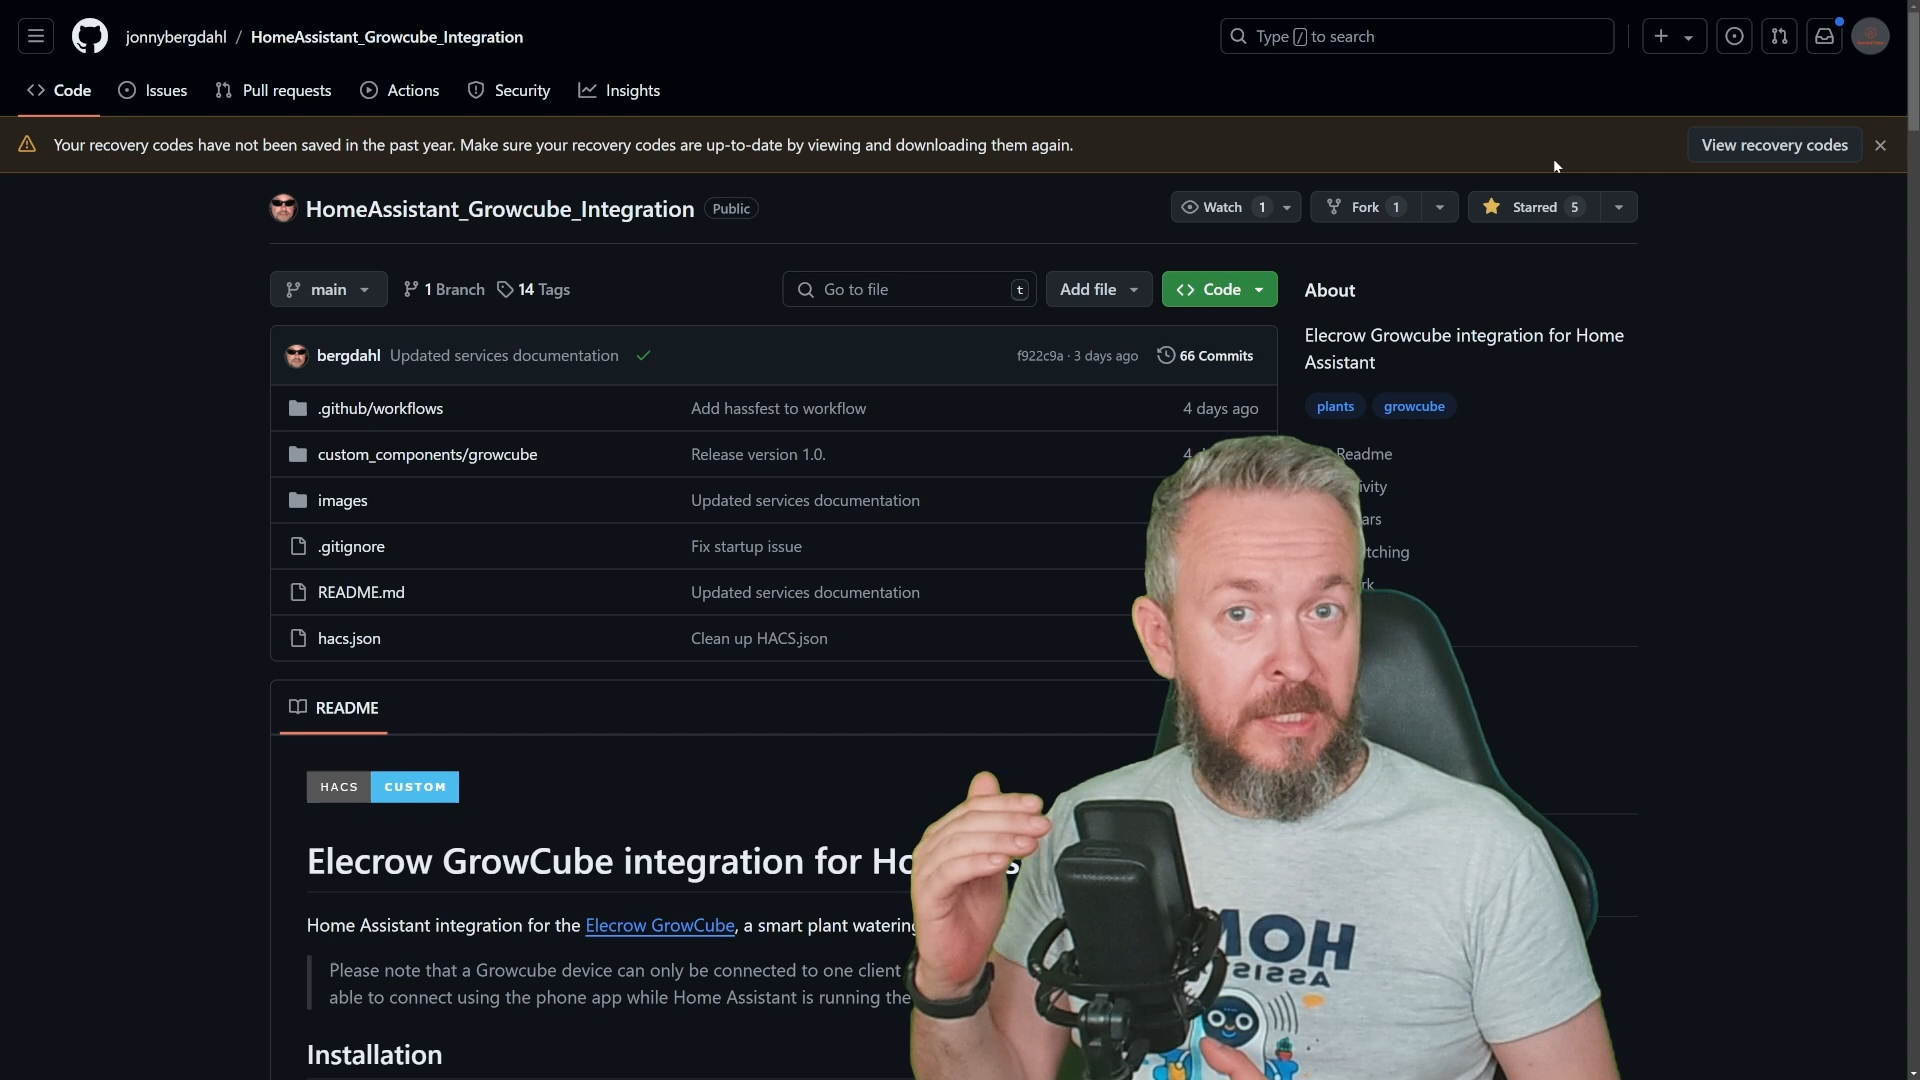 jonnybergdahl / HomeAssistant_Growcube_Integration
Type / to search
Code Issues Pull requests Actions Security Insights
Your recovery codes have not been saved in the past year. Make sure your recovery codes are up-to-date by viewing and downloading them again.
View recovery codes
HomeAssistant_Growcube_Integration Public
Watch 1 Fork 1 Starred 5
main 1 Branch 14 Tags
Go to file t
Add file
Code
About
bergdahl Updated services documentation
f922c9a · 3 days ago 66 Commits
Elecrow Growcube integration for Home
Assistant
plants growcube
.github/workflows Add hassfest to workflow 4 days ago
custom_components/growcube Release version 1.0. 4
images Updated services documentation
.gitignore Fix startup issue
README.md Updated services documentation
hacs.json Clean up HACS.json
Readme
ivity
ars
tching
rk
README
HACS CUSTOM
Elecrow GrowCube integration for Ho s
Home Assistant integration for the Elecrow GrowCube, a smart plant watering
Please note that a Growcube device can only be connected to one client
able to connect using the phone app while Home Assistant is running the
Installation
HOM
ASSIS